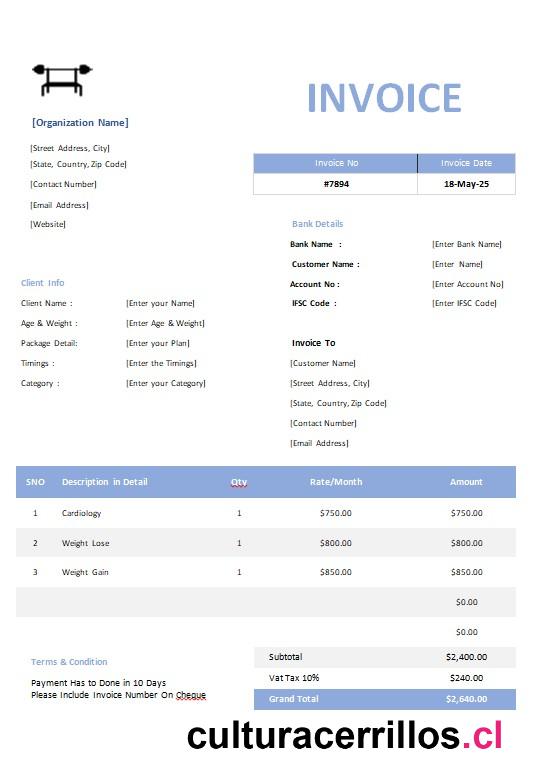 INVOICE
[Organization Name]
[Street Address, City]
[State, Country, Zip Code]
[Contact Number]
[Email Address]
[Website]
Invoice No Invoice Date
#7894 18-May-25
Bank Details
Bank Name : [Enter Bank Name]
Customer Name : [Enter Name]
Account No : [Enter Account No]
IFSC Code : [Enter IFSC Code]
Client Info
Client Name : [Enter your Name]
Age & Weight : [Enter Age & Weight]
Package Detail: [Enter your Plan]
Timings : [Enter the Timings]
Category : [Enter your Category]
Invoice To
[Customer Name]
[Street Address, City]
[State, Country, Zip Code]
[Contact Number]
[Email Address]
SNO Description in Detail Qty Rate/Month Amount
1 Cardiology 1 $750.00 $750.00
2 Weight Lose 1 $800.00 $800.00
3 Weight Gain 1 $850.00 $850.00
$0.00
$0.00
Subtotal $2,400.00
Vat Tax 10% $240.00
Grand Total $2,640.00
Terms & Condition
Payment Has to Done in 10 Days
Please Include Invoice Number On Cheque
culturacerrillos.cl